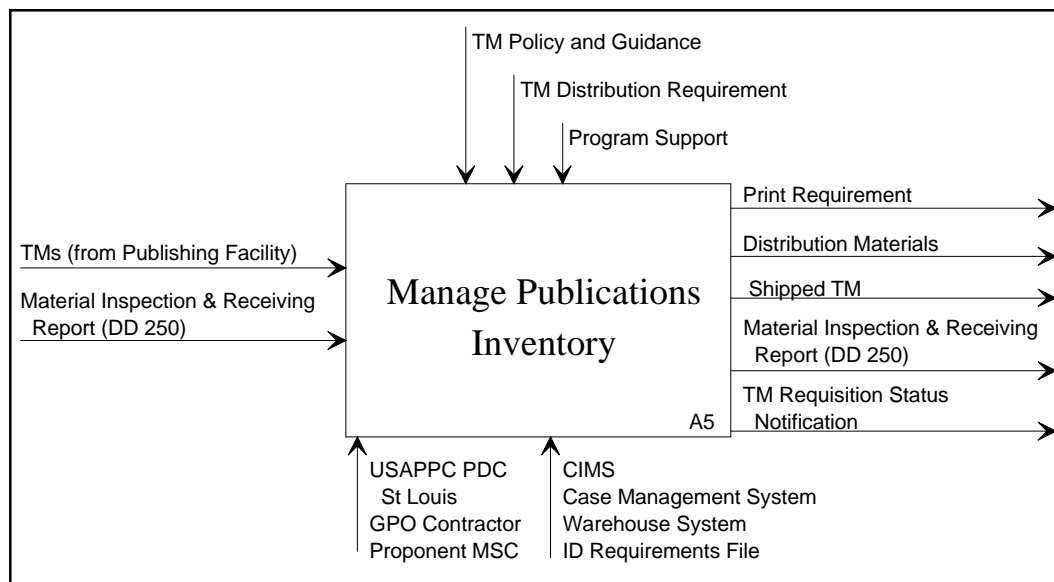 TM Policy and Guidance
TM Distribution Requirement
Program Support
TMs (from Publishing Facility)
Material Inspection & Receiving
Report (DD 250)
Manage Publications
Inventory
A5
Print Requirement
Distribution Materials
Shipped TM
Material Inspection & Receiving
Report (DD 250)
TM Requisition Status
Notification
USAPPC PDC
St Louis
GPO Contractor
Proponent MSC
CIMS
Case Management System
Warehouse System
ID Requirements File